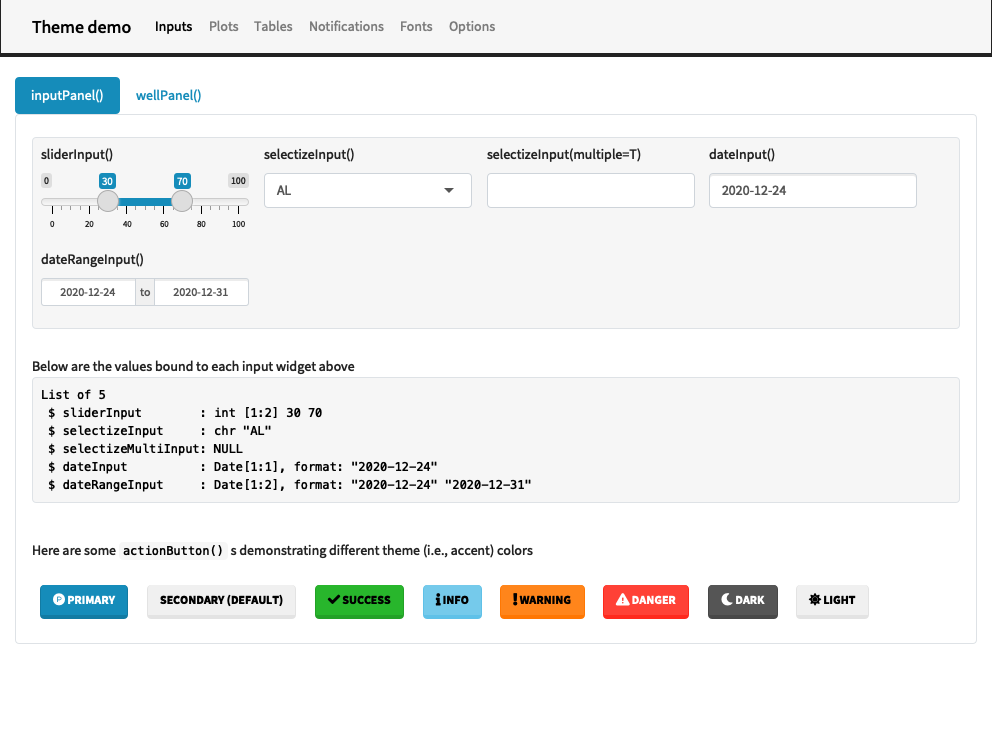 Theme demo Inputs Plots Tables Notifications Fonts Options
inputPanel() wellPanel()
sliderInput() selectizeInput() selectizeInput(multiple=T) dateInput()
0 30 70 100
AL 2020-12-24
0 20 40 60 80 100
dateRangeInput()
2020-12-24 to 2020-12-31
Below are the values bound to each input widget above
List of 5
$ sliderInput : int [1:2] 30 70
$ selectizeInput : chr "AL"
$ selectizeMultiInput: NULL
$ dateInput : Date[1:1], format: "2020-12-24"
$ dateRangeInput : Date[1:2], format: "2020-12-24" "2020-12-31"
Here are some actionButton() s demonstrating different theme (i.e., accent) colors
PRIMARY SECONDARY (DEFAULT) SUCCESS INFO WARNING DANGER DARK LIGHT